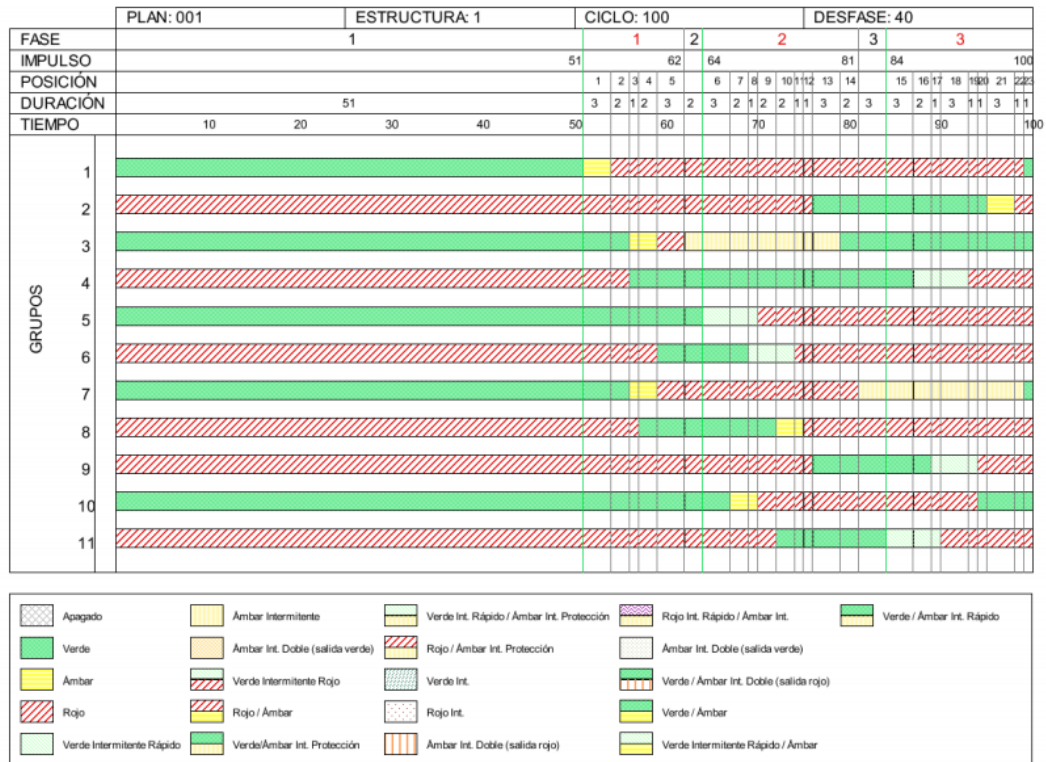 PLAN: 001 ESTRUCTURA: 1 CICLO: 100 DESFASE: 40
FASE 1 1 2 2 3 3
IMPULSO 51 62 64 81 84 100
POSICIÓN 1 2 3 4 5 6 7 8 9 10 11 12 13 14 15 16 17 18 19 20 21 22 23
DURACIÓN 51 3 2 1 2 3 2 3 2 1 2 2 1 1 3 2 3 3 2 1 3 1 1 3 1 1
TIEMPO 10 20 30 40 50 60 70 80 90 100
GRUPOS
1
2
3
4
5
6
7
8
9
10
11
Apagado Ámbar Intermitente Verde Int. Rápido / Ámbar Int. Protección Rojo Int. Rápido / Ámbar Int. Verde / Ámbar Int. Rápido
Verde Ámbar Int. Doble (salida verde) Rojo / Ámbar Int. Protección Ámbar Int. Doble (salida verde)
Ámbar Verde Intermitente Rojo Verde Int. Verde / Ámbar Int. Doble (salida rojo)
Rojo Rojo / Ámbar Rojo Int. Verde / Ámbar
Verde Intermitente Rápido Verde/Ámbar Int. Protección Ámbar Int. Doble (salida rojo) Verde Intermitente Rápido / Ámbar